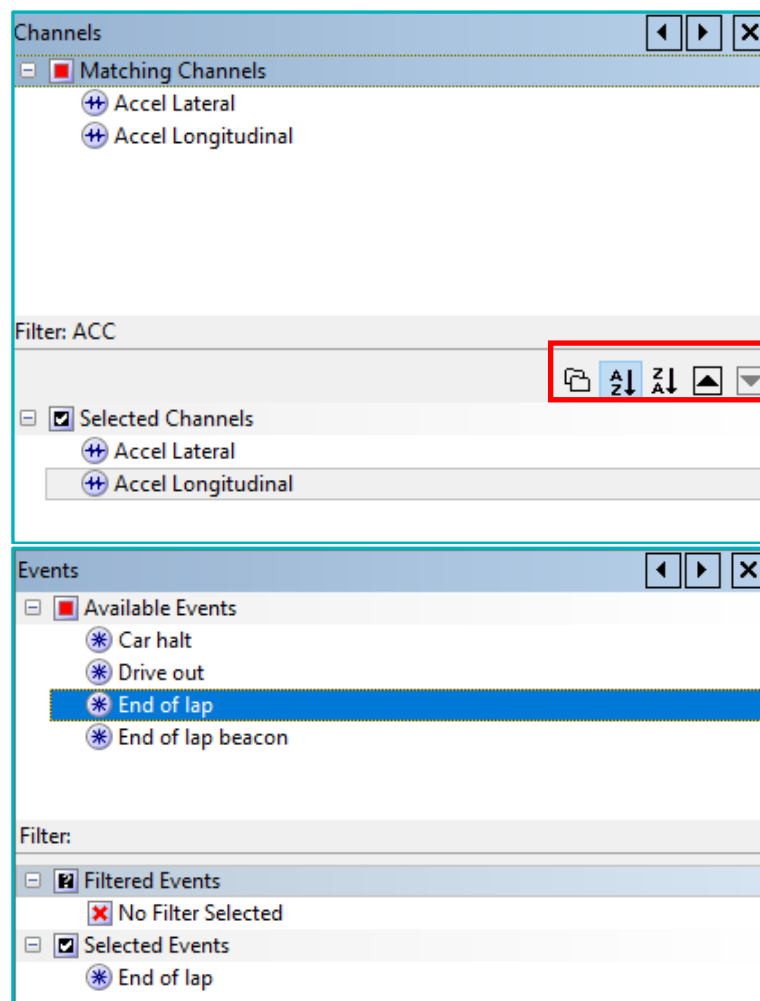 Channels
Matching Channels
Accel Lateral
Accel Longitudinal
Filter: ACC
A Z Z A
Selected Channels
Accel Lateral
Accel Longitudinal
Events
Available Events
Car halt
Drive out
End of lap
End of lap beacon
Filter:
Filtered Events
No Filter Selected
Selected Events
End of lap